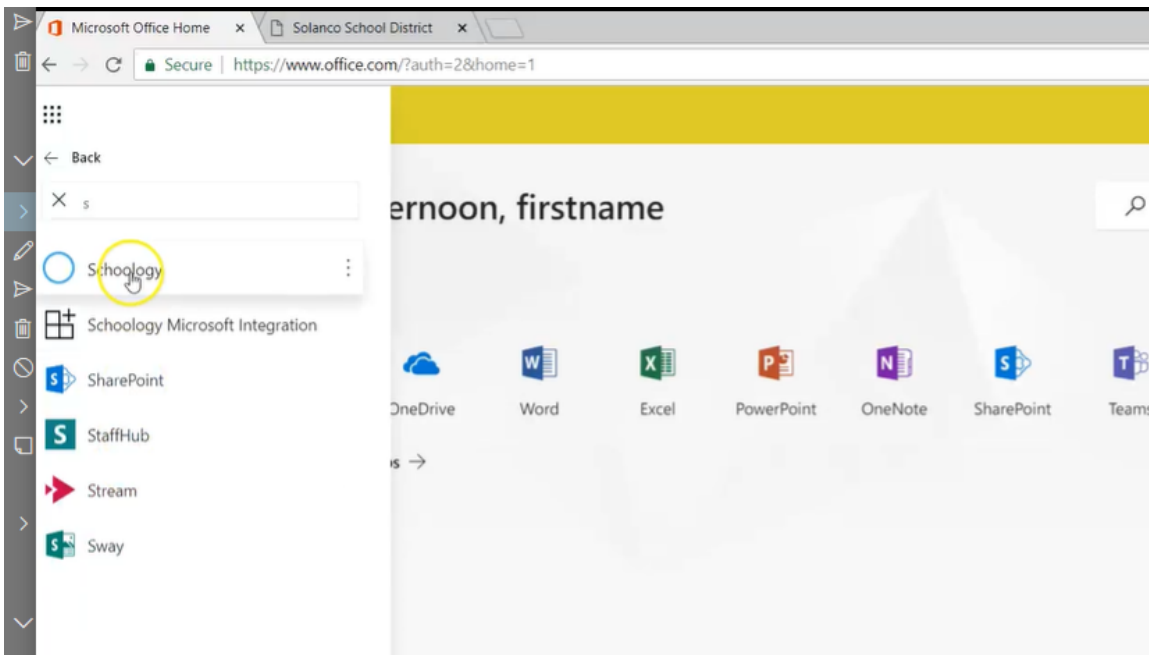 Microsoft Office Home
Solanco School District
Secure | https://www.office.com/?auth=2&home=1
Back
s
ernoon, firstname
Schoology
Schoology Microsoft Integration
SharePoint
StaffHub
Stream
Sway
OneDrive Word Excel PowerPoint OneNote SharePoint Teams
ps →